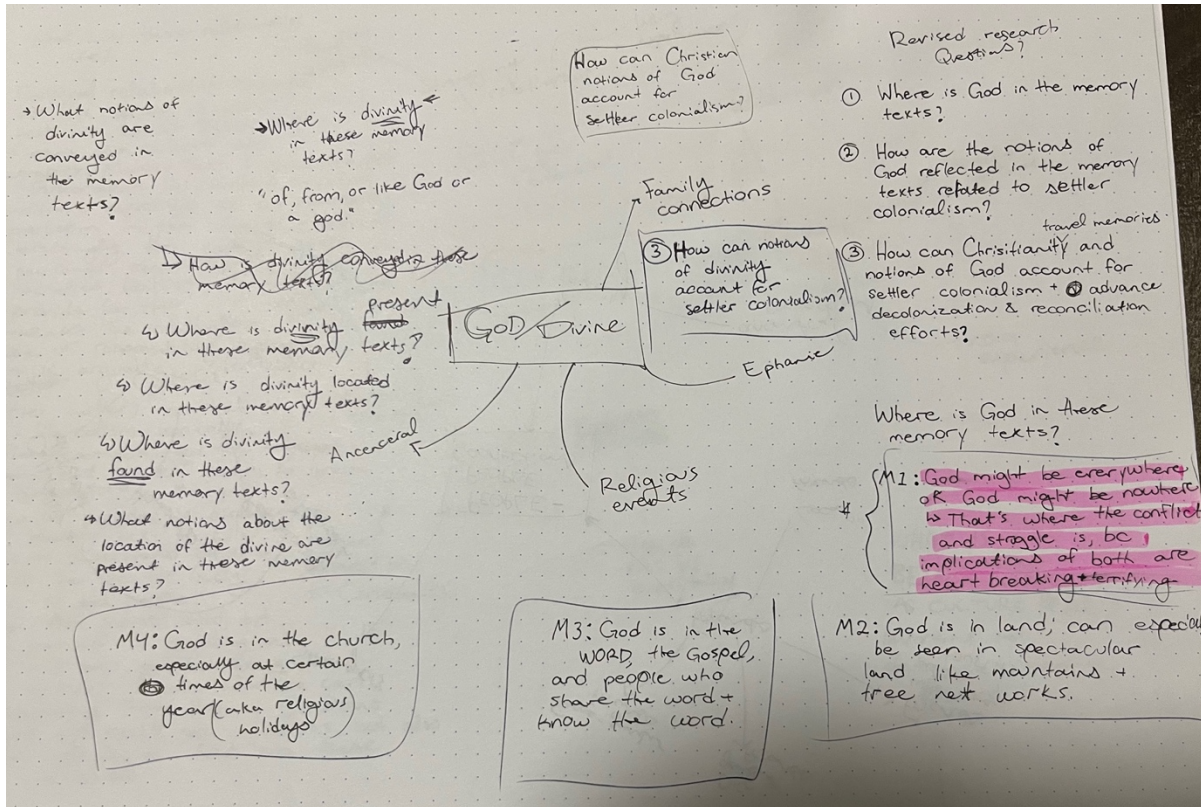 → What notions of
divinity are
conveyed in
the memory
texts?
→ Where is divinity ←
in these memory
texts?
"of, from, or like God or
a god."
How is divinity conveyed in these
memory texts?
↳ Where is divinity found present
in these memory texts?
↳ Where is divinity located
in these memory texts?
↳ Where is divinity
found in these
memory texts?
→ What notions about the
location of the divine are
present in these memory
texts?
How can Christian
notions of God
account for
settler colonialism?
Family
connections
③ How can notions
of divinity
account for
settler colonialism?
GOD/Divine
Ephanic
Ancenceral
Religious
events
Revised research
Questions?
① Where is God in the memory
texts?
② How are the notions of
God reflected in the memory
texts related to settler
colonialism?
travel memories.
③ How can Chrisitianity and
notions of God account for
settler colonialism + advance
decolonization & reconciliation
efforts?
Where is God in these
memory texts?
M1: God might be everywhere
OR God might be nowhere
↳ That's where the conflict
and struggle is, bc
implications of both are
heart breaking + terrifying
M4: God is in the church,
especially at certain
times of the
year (aka religious
holidays)
M3: God is in the
WORD, the Gospel,
and people who
share the word +
know the word.
M2: God is in land, can especial
be seen in spectacular
land like mountains +
tree net works.